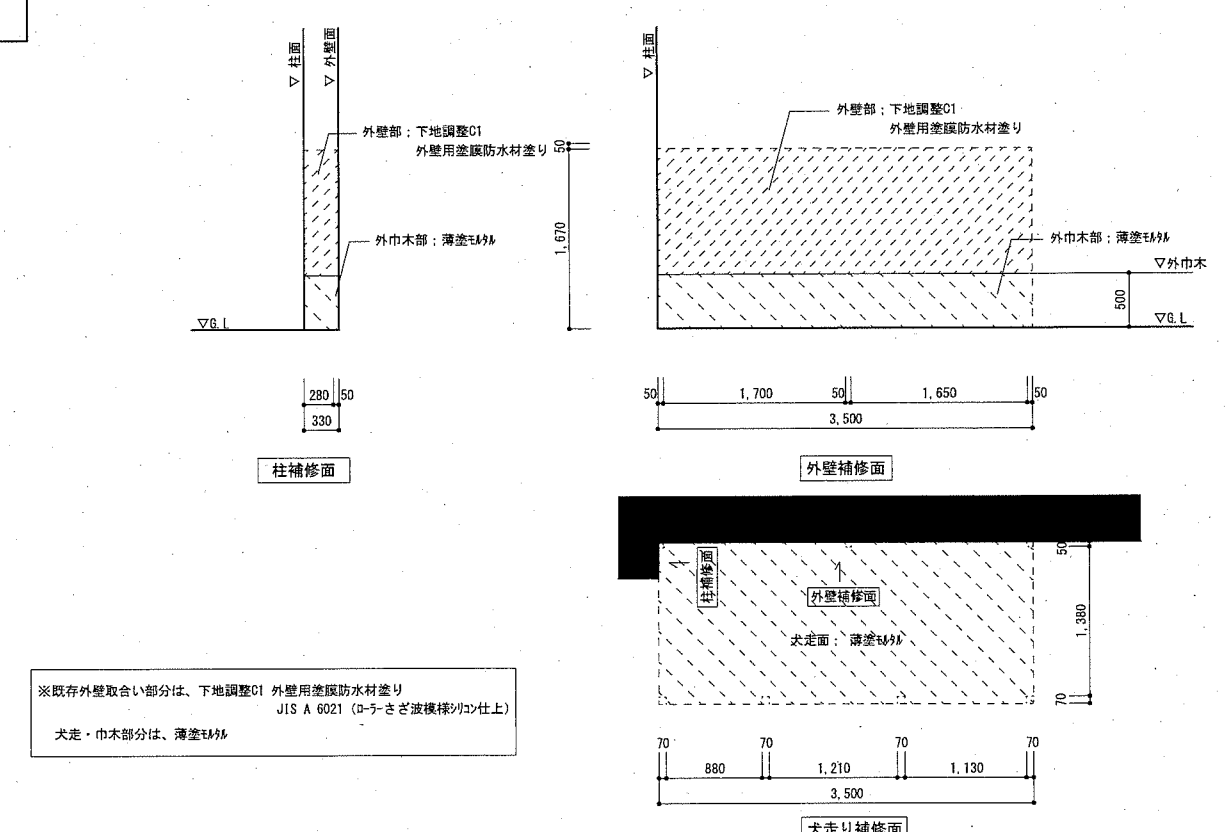 ▽ 柱面
▽ 外壁面
外壁部；下地調整C1
外壁用塗膜防水材塗り
外巾木部；薄塗ﾓﾙﾀﾙ
50
1,670
▽G.L
280
50
330
柱補修面
▽ 柱面
外壁部；下地調整C1
外壁用塗膜防水材塗り
外巾木部；薄塗ﾓﾙﾀﾙ
▽外巾木
500
▽G.L
50
1,700
50
1,650
50
3,500
外壁補修面
柱補修面
外壁補修面
犬走面； 薄塗ﾓﾙﾀﾙ
50
1,380
70
70
70
70
70
880
1,210
1,130
3,500
犬走り補修面
※既存外壁取合い部分は、下地調整C1 外壁用塗膜防水材塗り
JIS A 6021 (ﾛｰﾗｰさざ波模様ｼﾘｺﾝ仕上)
犬走・巾木部分は、薄塗ﾓﾙﾀﾙ